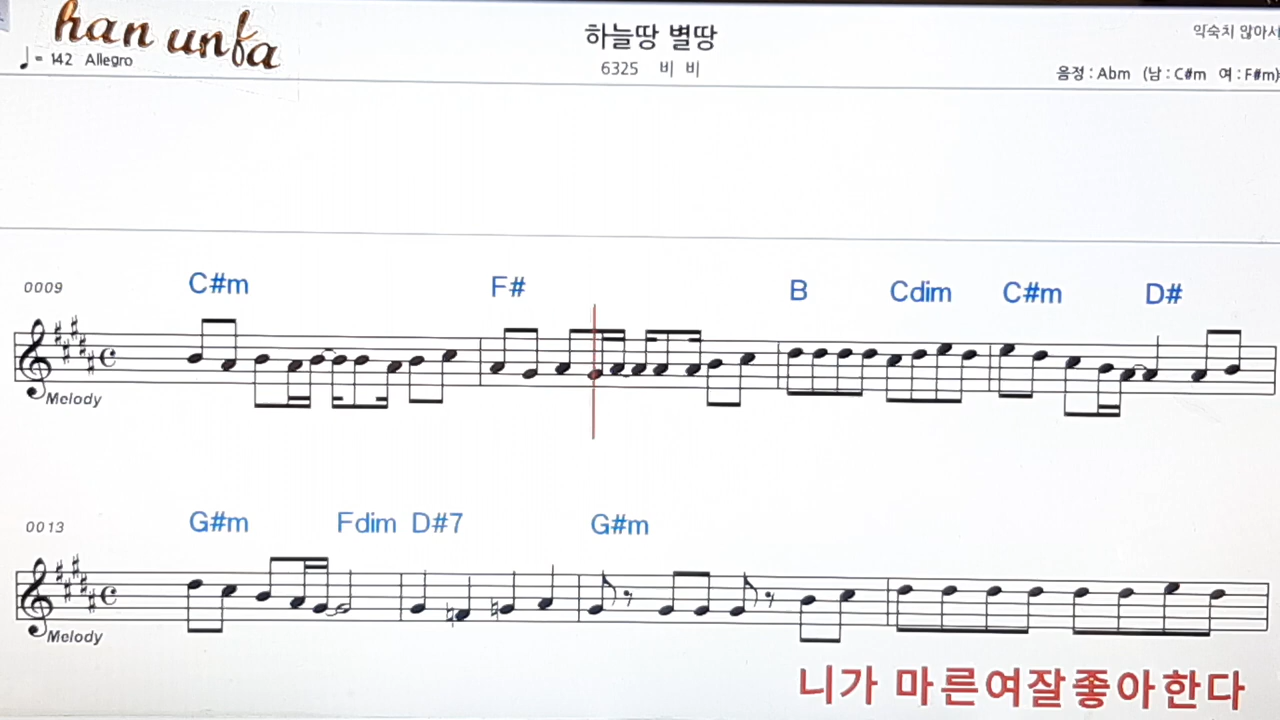 han unfa
♩= 142 Allegro
하늘땅 별땅
6325 비 비
익숙치 않아서
음정 : Abm (남 : C#m 여 : F#m)
0009
C#m F# B Cdim C#m D#
Melody
0013
G#m Fdim D#7 G#m
Melody
니가 마른여잘좋아한다